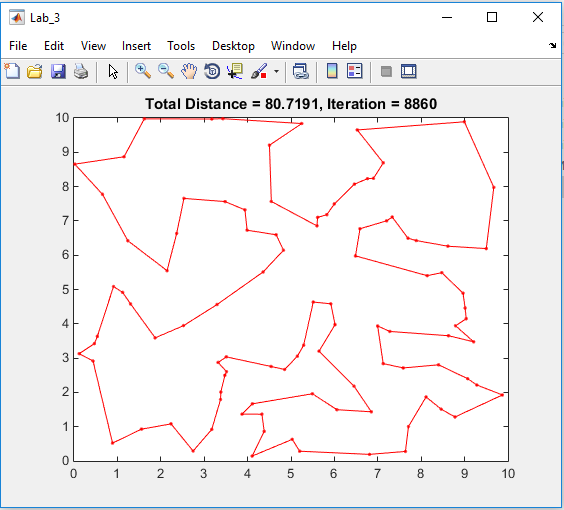 Lab_3
File Edit View Insert Tools Desktop Window Help
Total Distance = 80.7191, Iteration = 8860
10
9
8
7
6
5
4
3
2
1
0
0 1 2 3 4 5 6 7 8 9 10